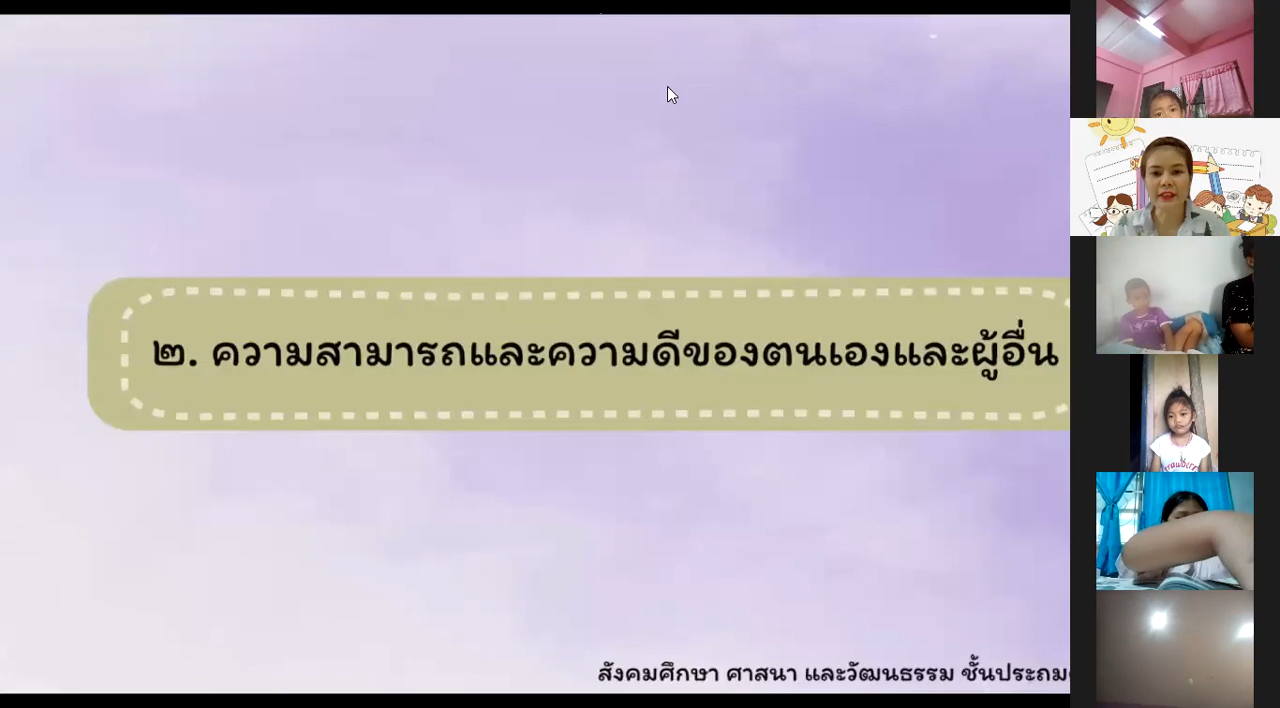 ๒. ความสามารถและความดีของตนเองและผู้อื่น
สังคมศึกษา ศาสนา และวัฒนธรรม ชั้นประถม